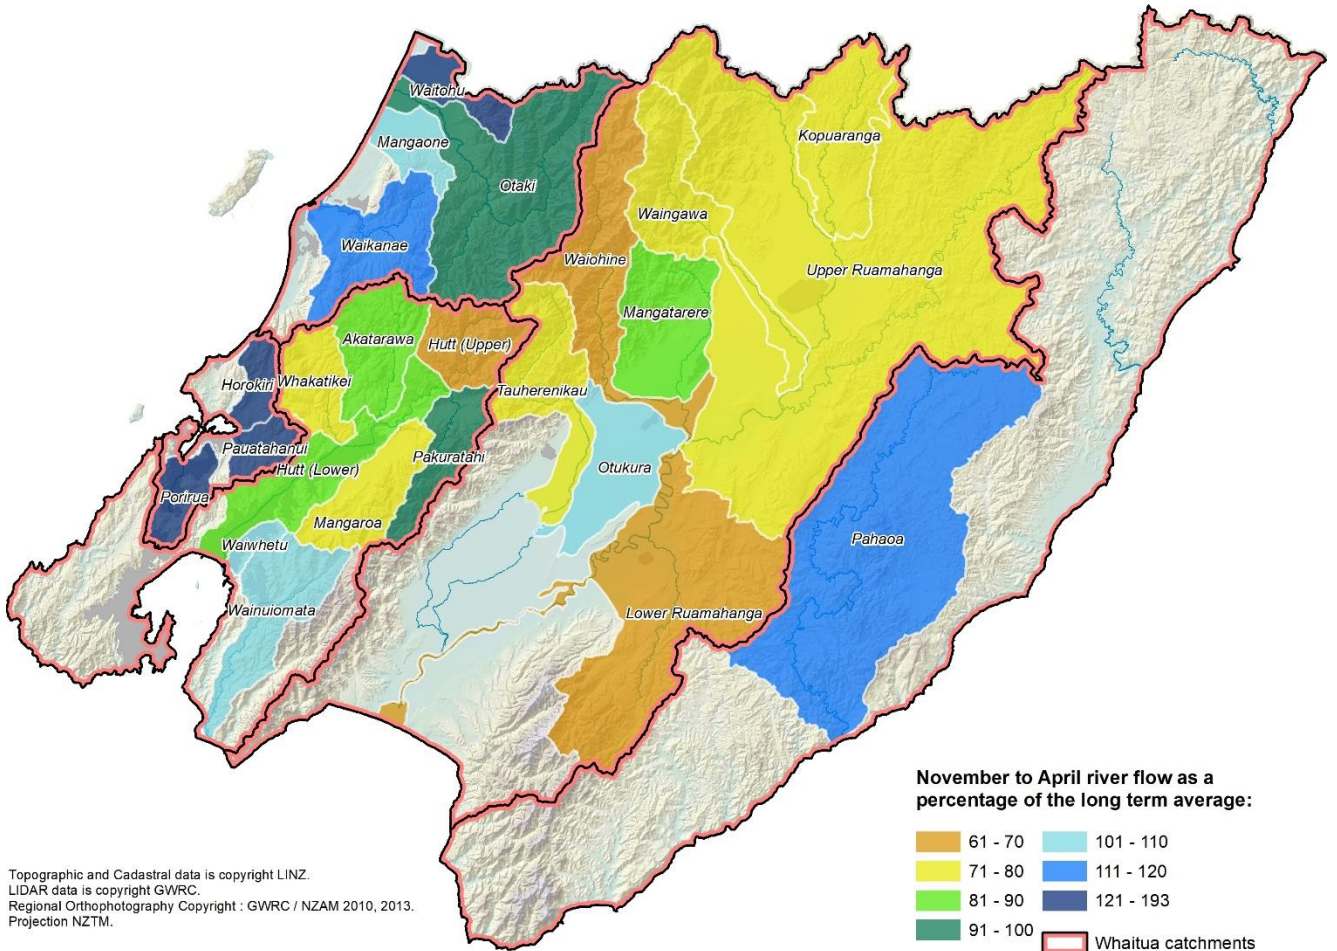 Waitohu
Mangaone
Otaki
Kopuaranga
Waingawa
Waikanae
Waiohine
Upper Ruamahanga
Mangatarere
Akatarawa
Hutt (Upper)
Horokiri
Whakatikei
Tauherenikau
Pauatahanui
Hutt (Lower)
Pakuratahi
Otukura
Porirua
Mangaroa
Waiwhetu
Pahaoa
Wainuiomata
Lower Ruamahanga
November to April river flow as a
percentage of the long term average:
61 - 70
71 - 80
81 - 90
91 - 100
101 - 110
111 - 120
121 - 193
Whaitua catchments
Topographic and Cadastral data is copyright LINZ.
LIDAR data is copyright GWRC.
Regional Orthophotography Copyright : GWRC / NZAM 2010, 2013.
Projection NZTM.